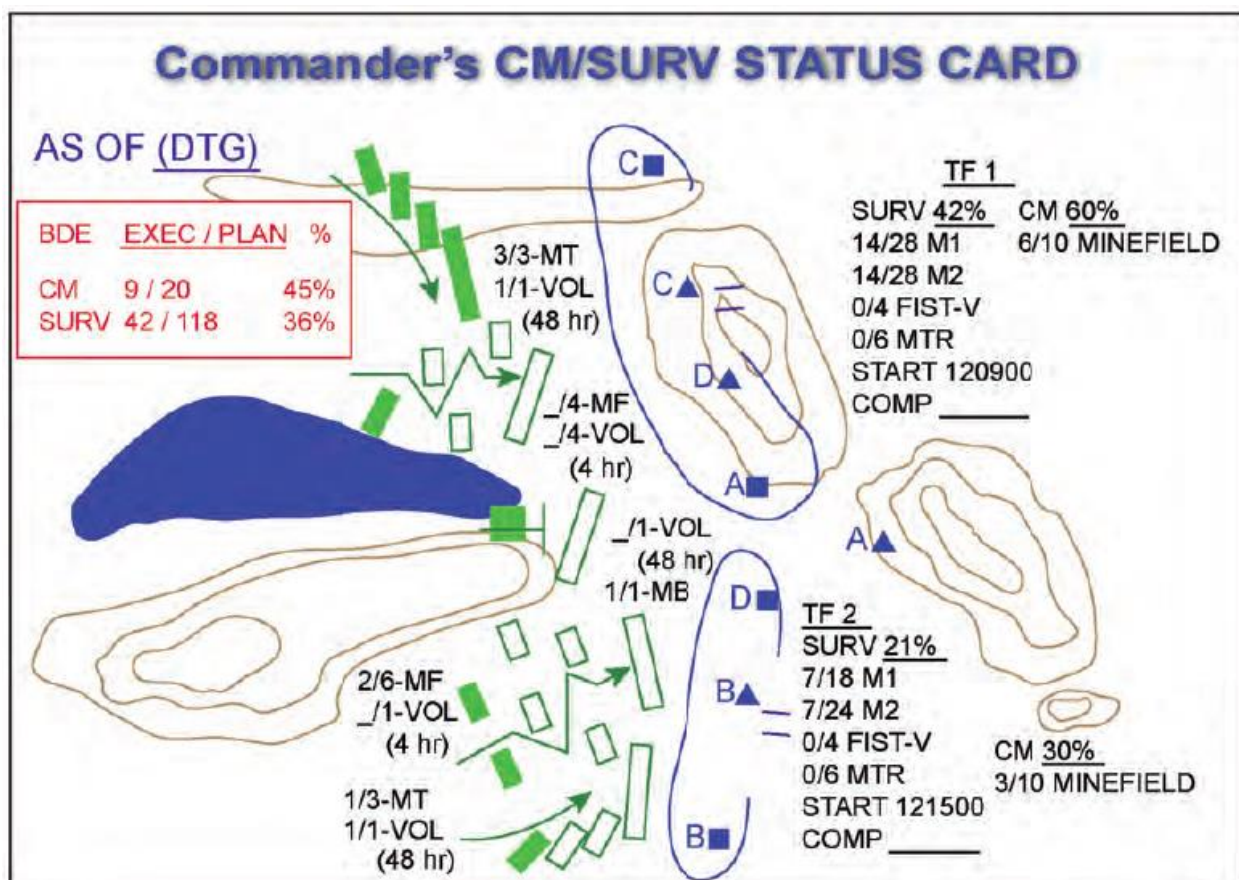 Commander's CM/SURV STATUS CARD
AS OF (DTG)
BDE EXEC / PLAN %
CM 9 / 20 45%
SURV 42 / 118 36%
C
3/3-MT
1/1-VOL
(48 hr)
C
D
_/4-MF
_/4-VOL
(4 hr)
A
TF 1
SURV 42% CM 60%
14/28 M1 6/10 MINEFIELD
14/28 M2
0/4 FIST-V
0/6 MTR
START 120900
COMP ______
_/1-VOL
(48 hr)
1/1-MB
A
D
B
B
2/6-MF
_/1-VOL
(4 hr)
1/3-MT
1/1-VOL
(48 hr)
TF 2
SURV 21%
7/18 M1
7/24 M2
0/4 FIST-V
0/6 MTR
START 121500
COMP ______
CM 30%
3/10 MINEFIELD